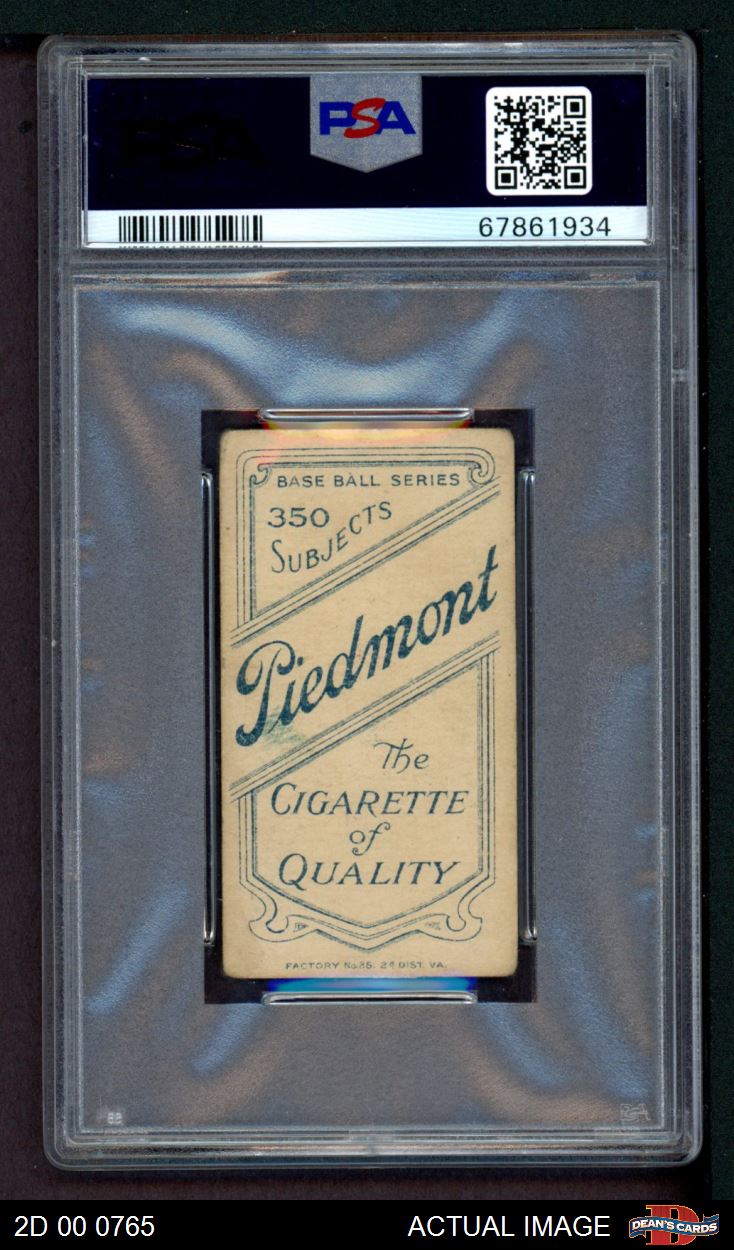 PSA
67861934
BASE BALL SERIES
350
SUBJECTS
Piedmont
The
CIGARETTE
of
QUALITY
FACTORY No 25. 2d DIST. VA.
2D 00 0765
ACTUAL IMAGE
DEAN'S CARDS